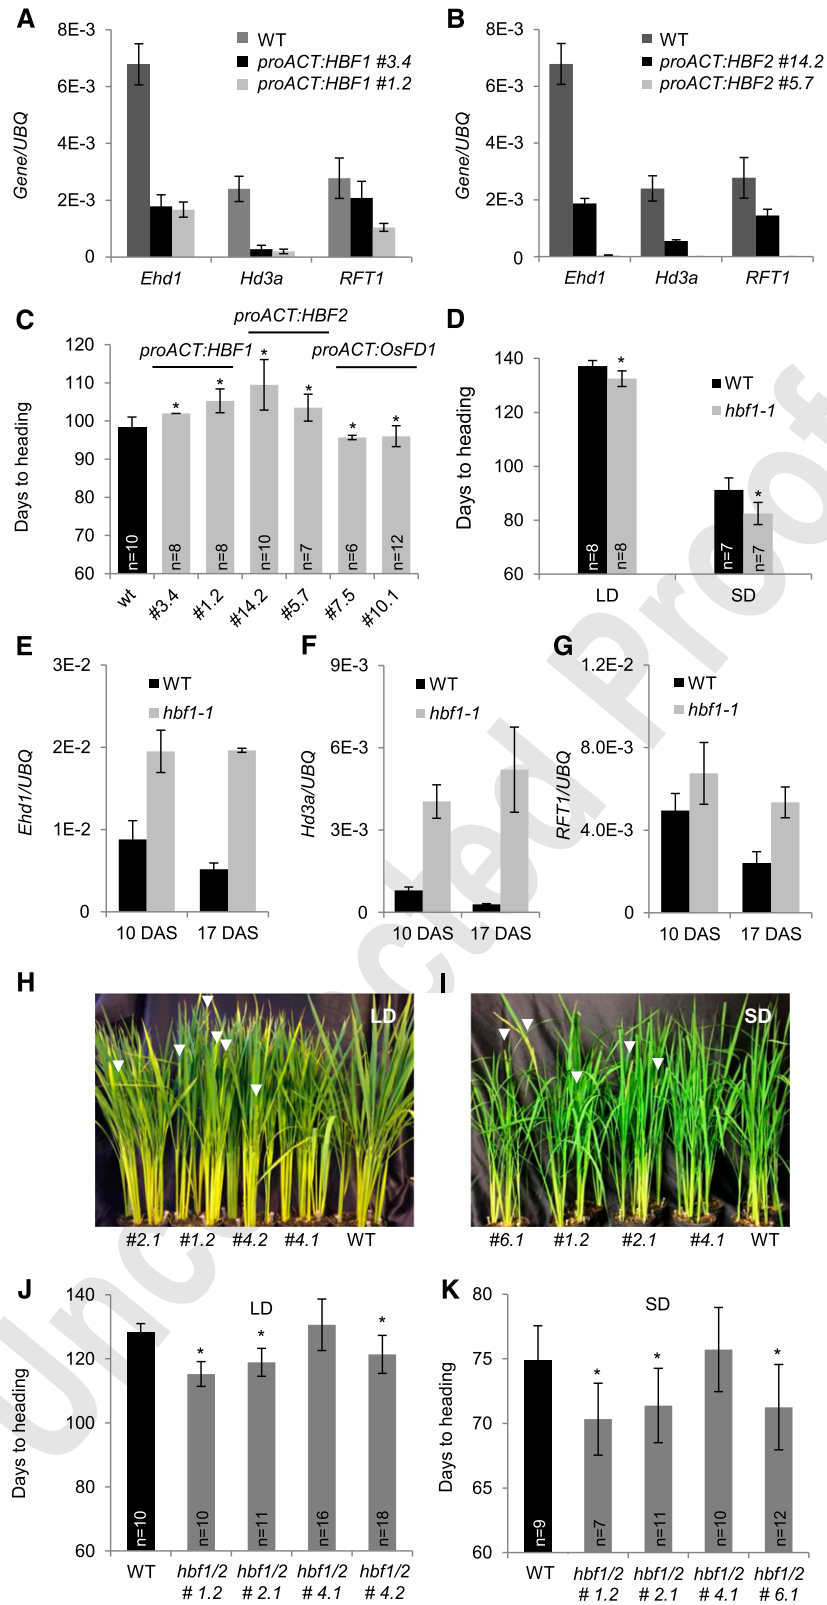 A
8E-3
6E-3
4E-3
2E-3
0
Gene/UBQ
WT
proACT:HBF1 #3.4
proACT:HBF1 #1.2
Ehd1 Hd3a RFT1
B
8E-3
6E-3
4E-3
2E-3
0
Gene/UBQ
WT
proACT:HBF2 #14.2
proACT:HBF2 #5.7
Ehd1 Hd3a RFT1
C
proACT:HBF2
proACT:HBF1 proACT:OsFD1
120
110
100
90
80
70
60
Days to heading
* * * * * *
n=10 n=8 n=8 n=10 n=7 n=6 n=12
wt #3.4 #1.2 #14.2 #5.7 #7.5 #10.1
D
140
120
100
80
60
Days to heading
WT
hbf1-1
* *
n=8 n=8 n=7 n=7
LD SD
E
3E-2
2E-2
1E-2
0
Ehd1/UBQ
WT
hbf1-1
10 DAS 17 DAS
F
9E-3
6E-3
3E-3
0
Hd3a/UBQ
WT
hbf1-1
10 DAS 17 DAS
G
1.2E-2
8.0E-3
4.0E-3
0
RFT1/UBQ
WT
hbf1-1
10 DAS 17 DAS
H
LD
#2.1 #1.2 #4.2 #4.1 WT
I
SD
#6.1 #1.2 #2.1 #4.1 WT
J
LD
140
120
100
80
60
Days to heading
* * *
n=10 n=10 n=11 n=16 n=18
WT hbf1/2 hbf1/2 hbf1/2 hbf1/2
# 1.2 # 2.1 # 4.1 # 4.2
K
SD
80
75
70
65
60
Days to heading
* * *
n=9 n=7 n=11 n=10 n=12
WT hbf1/2 hbf1/2 hbf1/2 hbf1/2
# 1.2 # 2.1 # 4.1 # 6.1
Uncorrected Proof